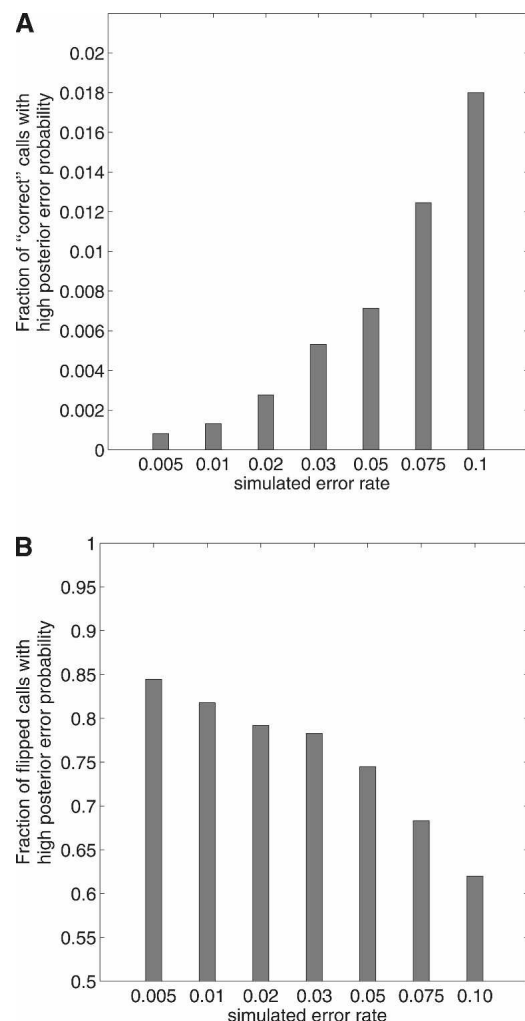 A
Fraction of “correct” calls with
high posterior error probability
0.02
0.018
0.016
0.014
0.012
0.01
0.008
0.006
0.004
0.002
0
0.005 0.01 0.02 0.03 0.05 0.075 0.1
simulated error rate
B
Fraction of flipped calls with
high posterior error probability
1
0.95
0.9
0.85
0.8
0.75
0.7
0.65
0.6
0.55
0.5
0.005 0.01 0.02 0.03 0.05 0.075 0.10
simulated error rate